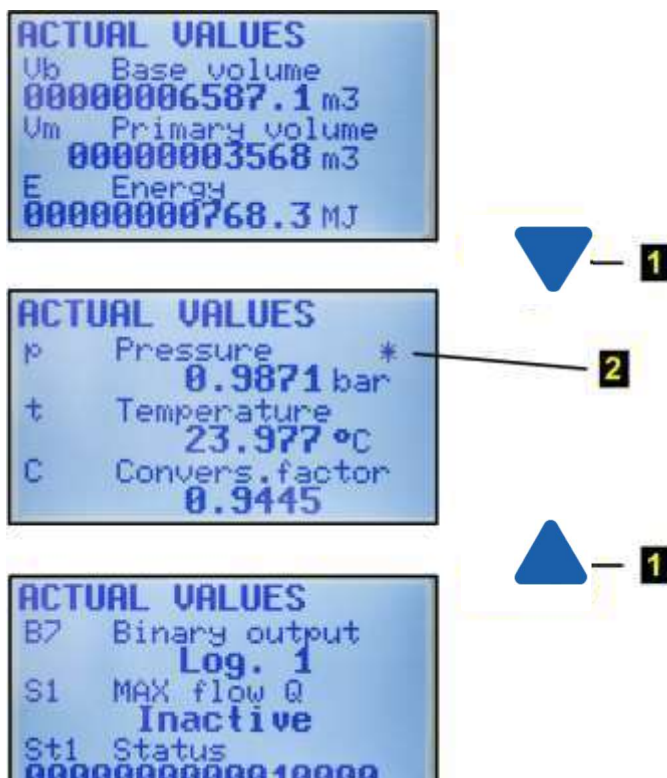 ACTUAL VALUES
Vb Base volume
00000006587.1 m3
Vm Primary volume
00000003568 m3
E Energy
00000000768.3 MJ
1
ACTUAL VALUES
p Pressure *
0.9871 bar
2
t Temperature
23.977 °C
C Convers.factor
0.9445
1
ACTUAL VALUES
B7 Binary output
Log. 1
S1 MAX flow Q
Inactive
St1 Status